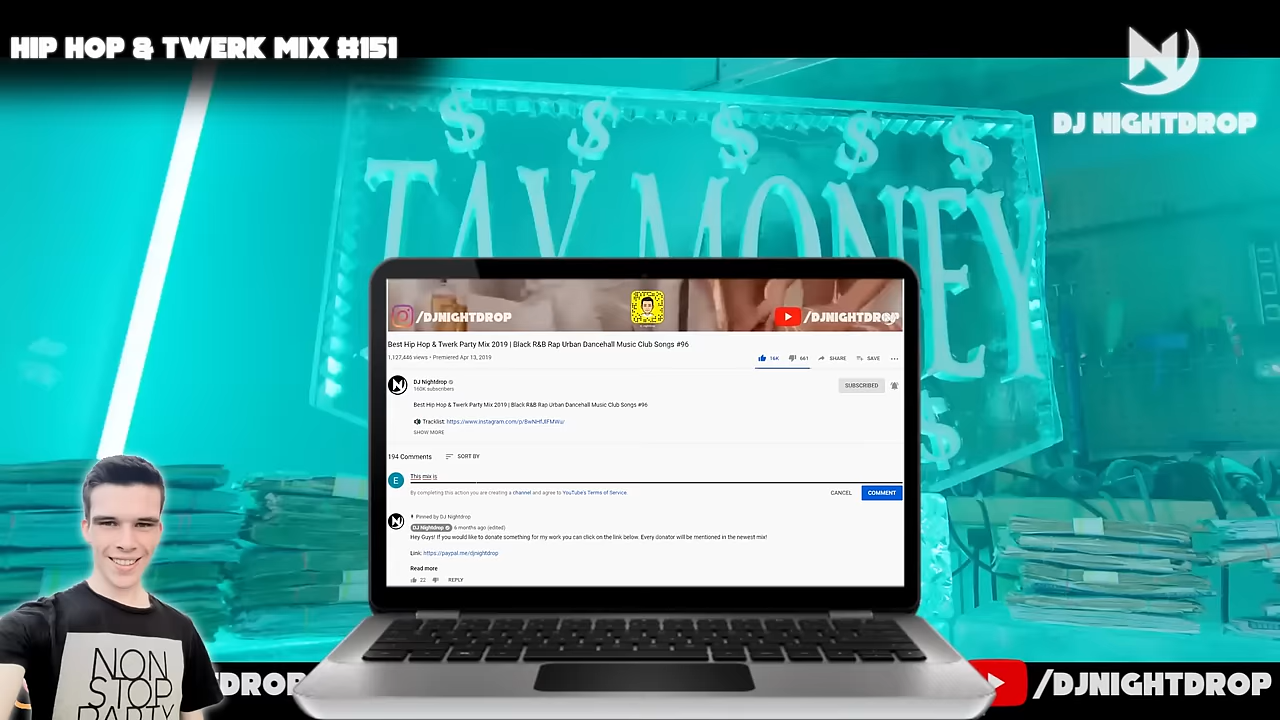 HIP HOP & TWERK MIX #151
DJ NIGHTDROP
$ $ $ $ $
TAX MONEY
/DJNIGHTDROP
/DJNIGHTDROP
Best Hip Hop & Twerk Party Mix 2019 | Black R&B Rap Urban Dancehall Music Club Songs #96
1,127,446 views • Premiered Apr 13, 2019
16K 661 SHARE SAVE
DJ Nightdrop
160K subscribers
SUBSCRIBED
Best Hip Hop & Twerk Party Mix 2019 | Black R&B Rap Urban Dancehall Music Club Songs #96
Tracklist:
SHOW MORE
194 Comments SORT BY
E
This mix is
By completing this action you are creating a channel and agree to YouTube's Terms of Service.
CANCEL COMMENT
Pinned by DJ Nightdrop
DJ Nightdrop 6 months ago (edited)
Hey Guys! If you would like to donate something for my work you can click on the link below. Every donator will be mentioned in the newest mix!
Link: https://paypal.me/djnightdrop
Read more
22 REPLY
NON
STOP
PARTY
/DJNIGHTDROP